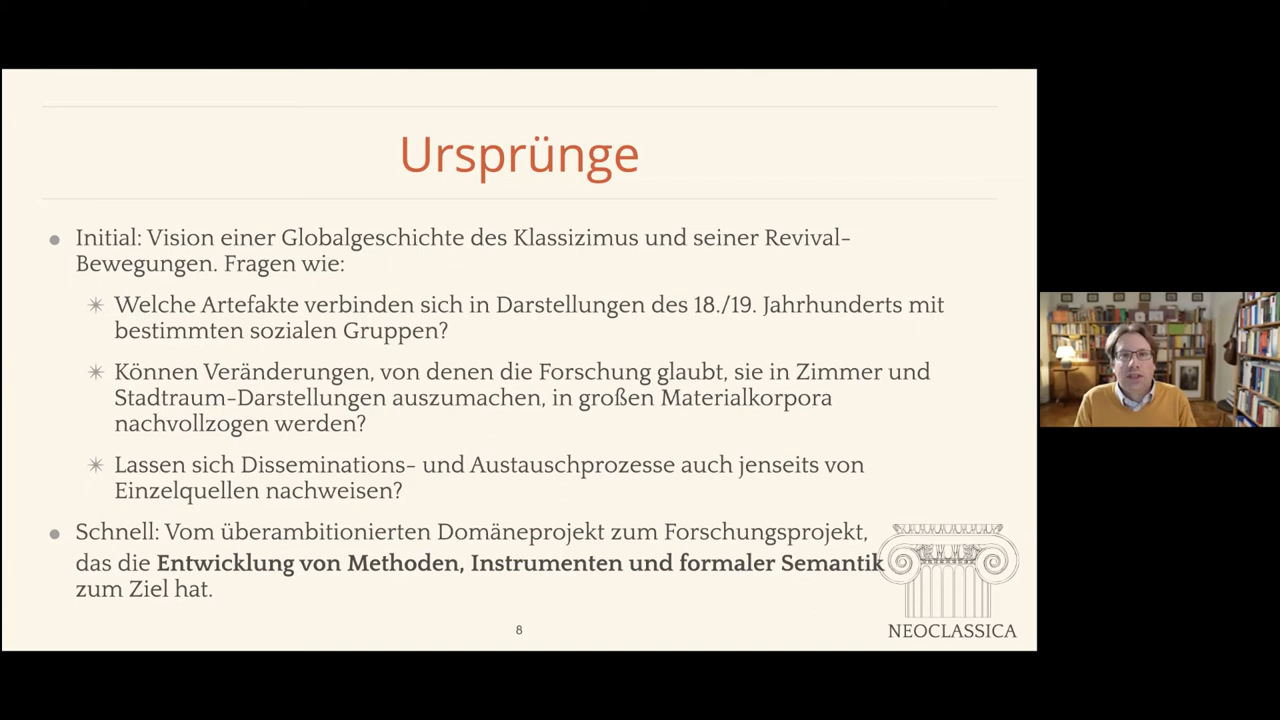 Ursprünge
Initial: Vision einer Globalgeschichte des Klassizimus und seiner Revival-
Bewegungen. Fragen wie:
Welche Artefakte verbinden sich in Darstellungen des 18./19. Jahrhunderts mit
bestimmten sozialen Gruppen?
Können Veränderungen, von denen die Forschung glaubt, sie in Zimmer und
Stadtraum-Darstellungen auszumachen, in großen Materialkorpora
nachvollzogen werden?
Lassen sich Disseminations- und Austauschprozesse auch jenseits von
Einzelquellen nachweisen?
Schnell: Vom überambitionierten Domäneprojekt zum Forschungsprojekt,
das die Entwicklung von Methoden, Instrumenten und formaler Semantik
zum Ziel hat.
NEOCLASSICA
8